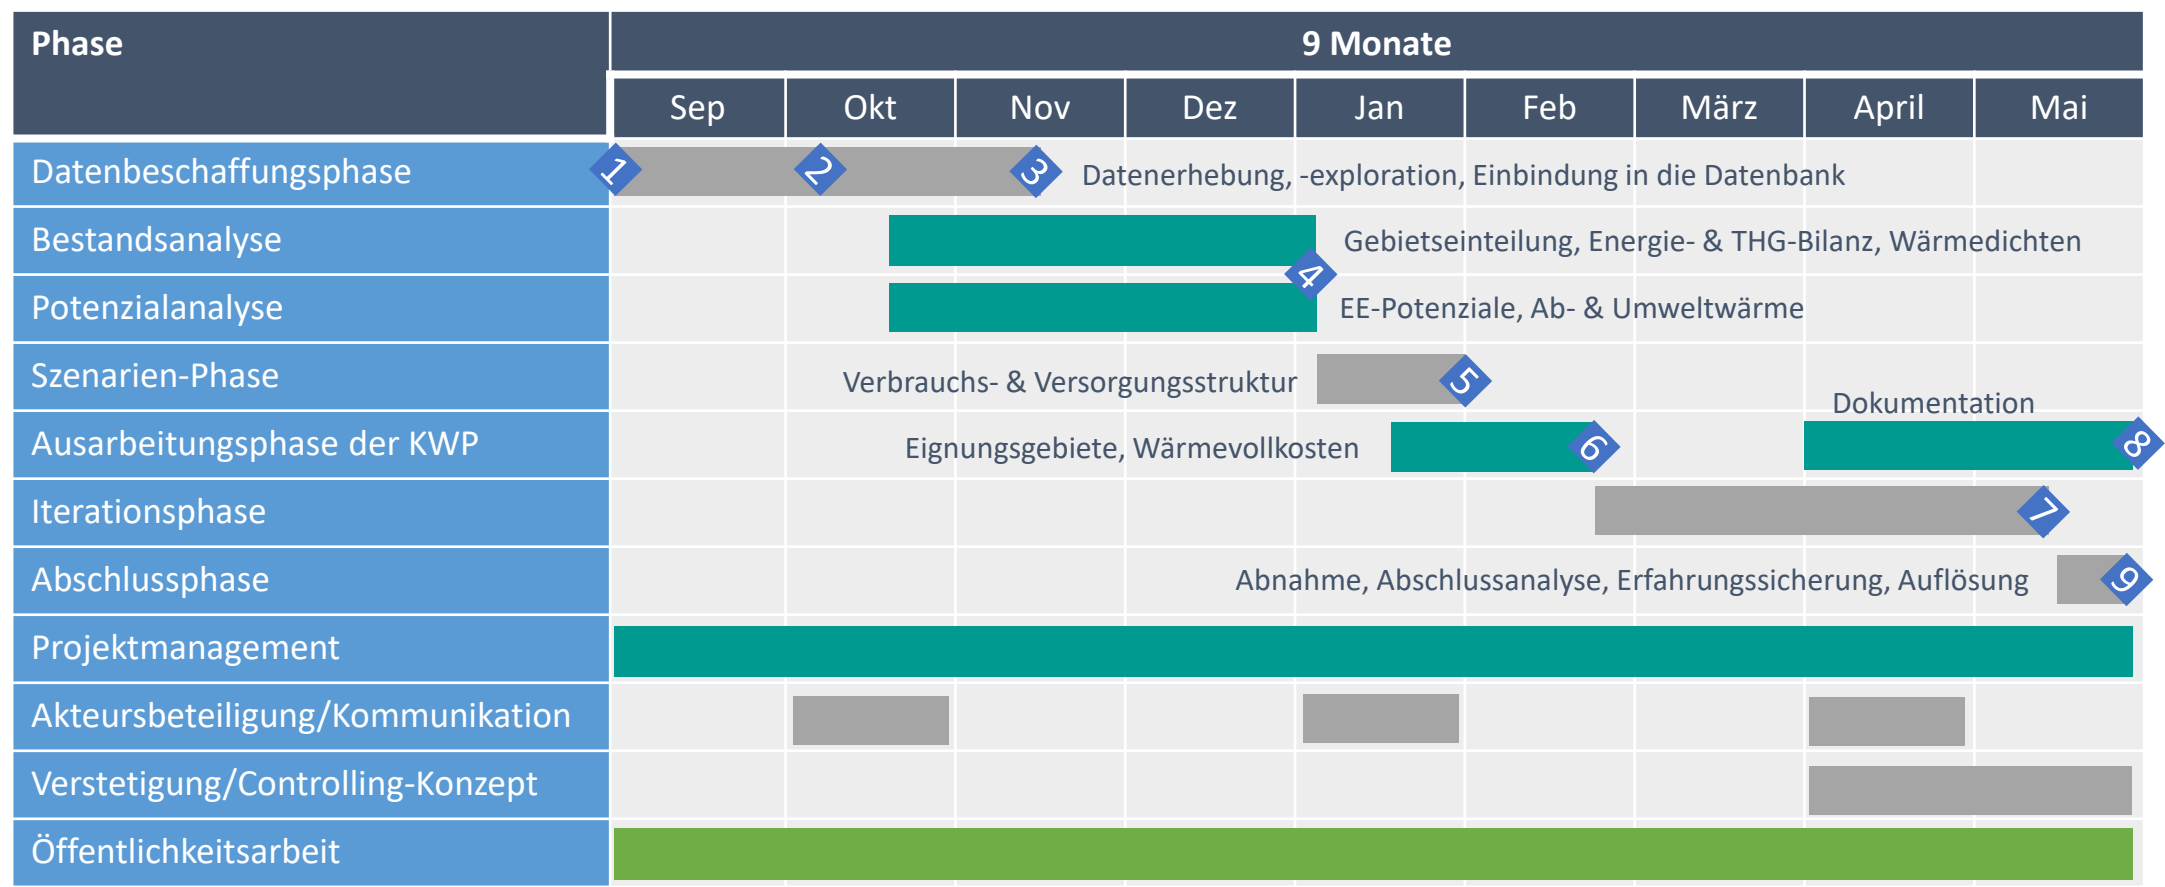 Phase
9 Monate
Sep Okt Nov Dez Jan Feb März April Mai
Datenbeschaffungsphase 1 2 3 Datenerhebung, -exploration, Einbindung in die Datenbank
Bestandsanalyse Gebietseinteilung, Energie- & THG-Bilanz, Wärmedichten
4
Potenzialanalyse EE-Potenziale, Ab- & Umweltwärme
Szenarien-Phase Verbrauchs- & Versorgungsstruktur 5
Dokumentation
Ausarbeitungsphase der KWP Eignungsgebiete, Wärmevollkosten 6 8
Iterationsphase 7
Abschlussphase Abnahme, Abschlussanalyse, Erfahrungssicherung, Auflösung 9
Projektmanagement
Akteursbeteiligung/Kommunikation
Verstetigung/Controlling-Konzept
Öffentlichkeitsarbeit